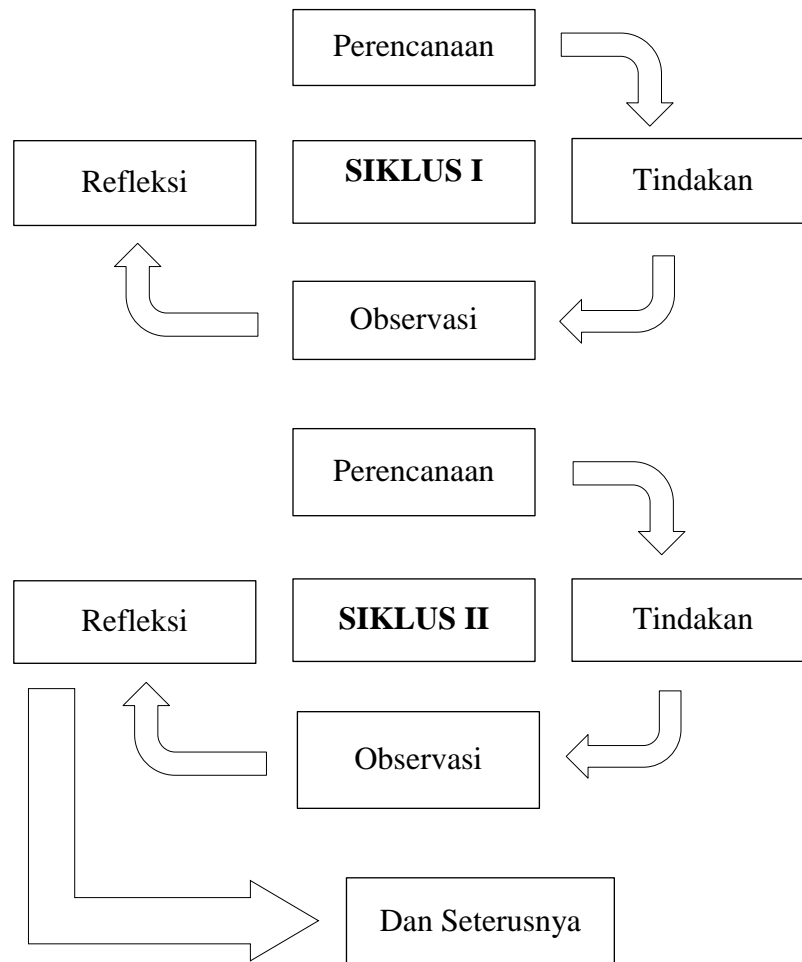 Perencanaan
Refleksi
SIKLUS I
Tindakan
Observasi
Perencanaan
Refleksi
SIKLUS II
Tindakan
Observasi
Dan Seterusnya